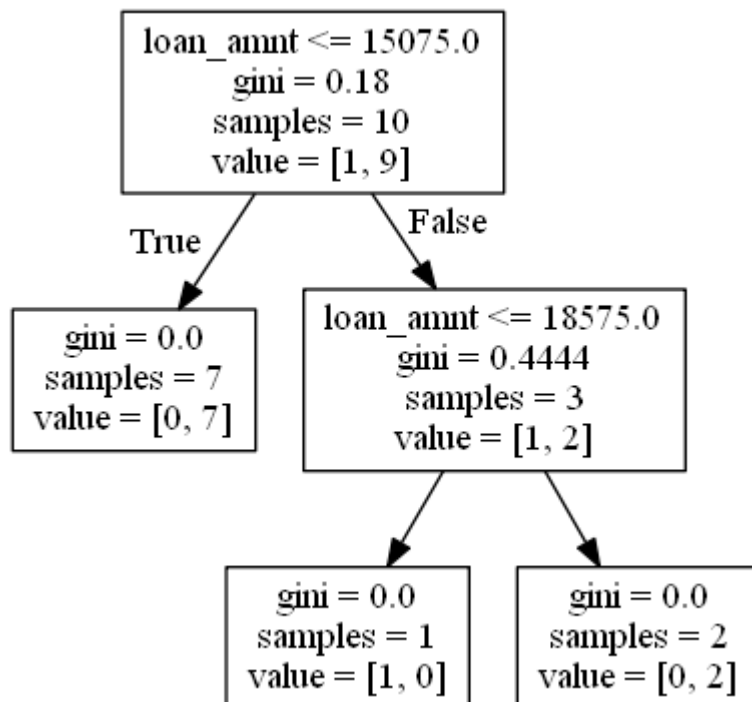 loan_amnt <= 15075.0
gini = 0.18
samples = 10
value = [1, 9]
True
False
gini = 0.0
samples = 7
value = [0, 7]
loan_amnt <= 18575.0
gini = 0.4444
samples = 3
value = [1, 2]
gini = 0.0
samples = 1
value = [1, 0]
gini = 0.0
samples = 2
value = [0, 2]